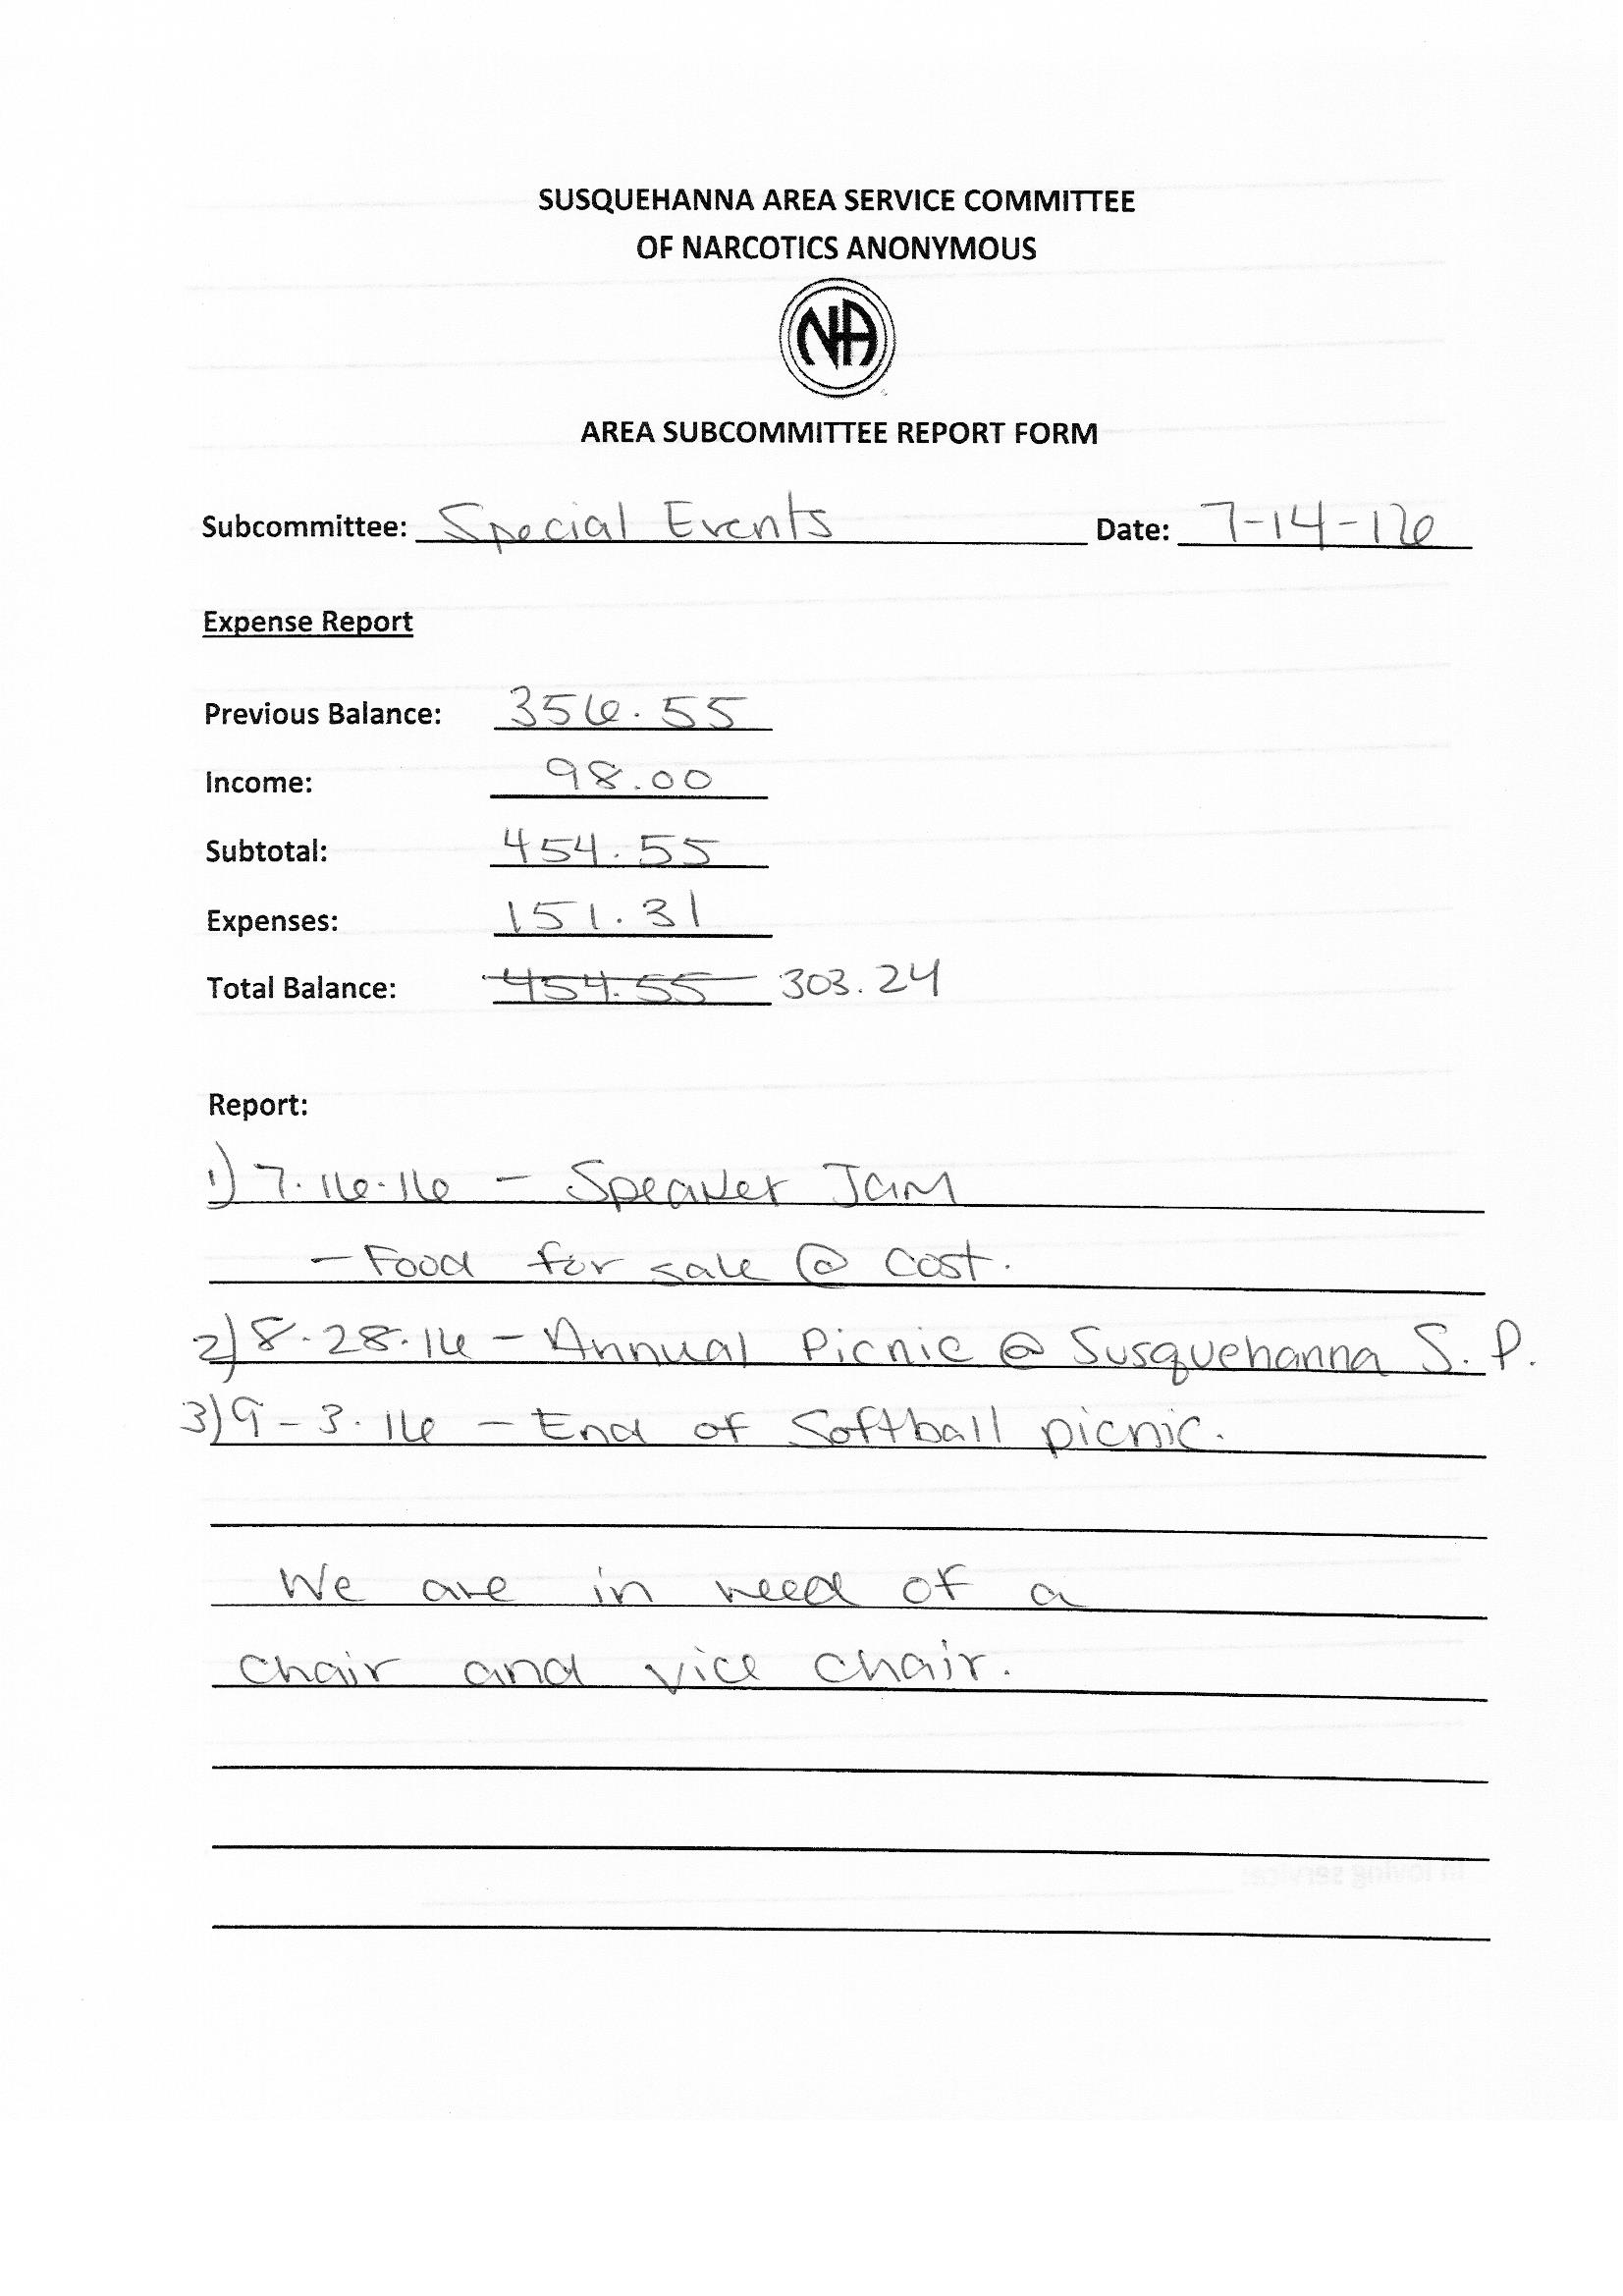 SUSQUEHANNA AREA SERVICE COMMITTEE
OF NARCOTICS ANONYMOUS
NA
AREA SUBCOMMITTEE REPORT FORM
Subcommittee: Special Events Date: 7-14-16
Expense Report
Previous Balance: 356.55
Income: 98.00
Subtotal: 454.55
Expenses: 151.31
Total Balance: 454.55 303.24
Report:
1) 7.16.16 - Speaker Jam
- Food for sale @ cost.
2) 8.28.16 - Annual Picnic @ Susquehanna S. P.
3) 9-3.16 - End of Softball picnic.
We are in need of a
chair and vice chair.
In loving service: